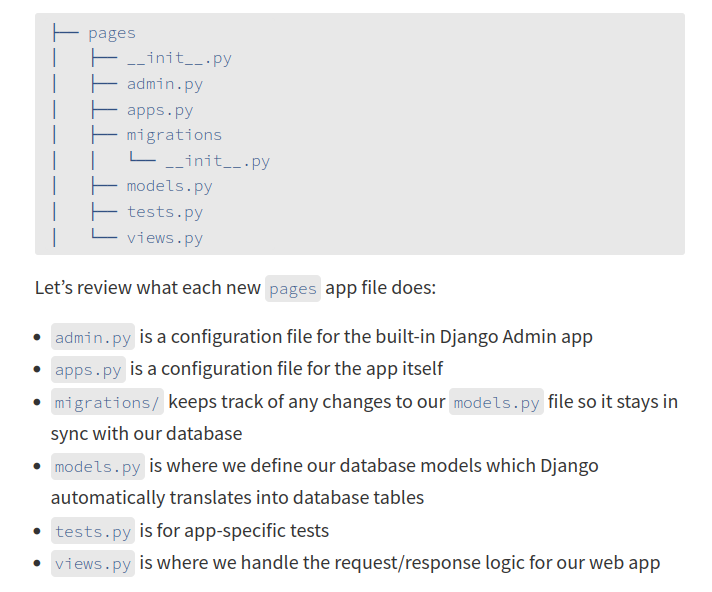 ├── pages
│   ├── __init__.py
│   ├── admin.py
│   ├── apps.py
│   ├── migrations
│   │   └── __init__.py
│   ├── models.py
│   ├── tests.py
│   └── views.py
Let’s review what each new pages app file does:
• admin.py is a configuration file for the built-in Django Admin app
• apps.py is a configuration file for the app itself
• migrations/ keeps track of any changes to our models.py file so it stays in
sync with our database
• models.py is where we define our database models which Django
automatically translates into database tables
• tests.py is for app-specific tests
• views.py is where we handle the request/response logic for our web app